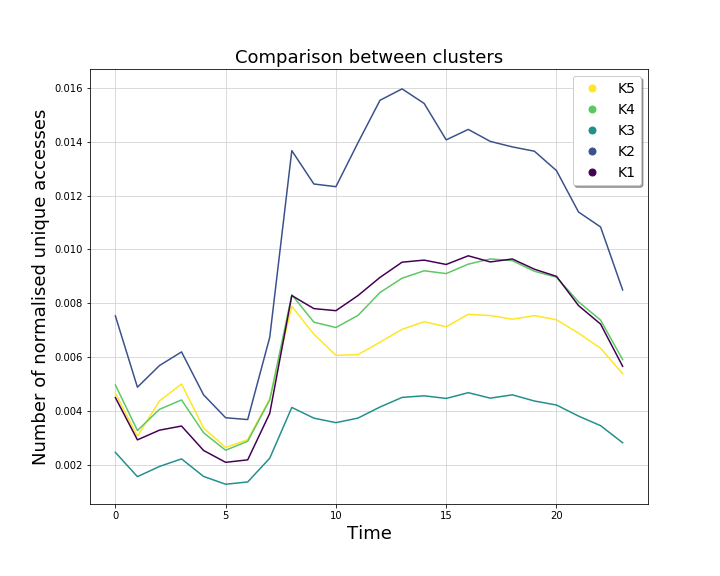 Comparison between clusters
Number of normalised unique accesses
0.016
0.014
0.012
0.010
0.008
0.006
0.004
0.002
K5
K4
K3
K2
K1
0 5 10 15 20
Time